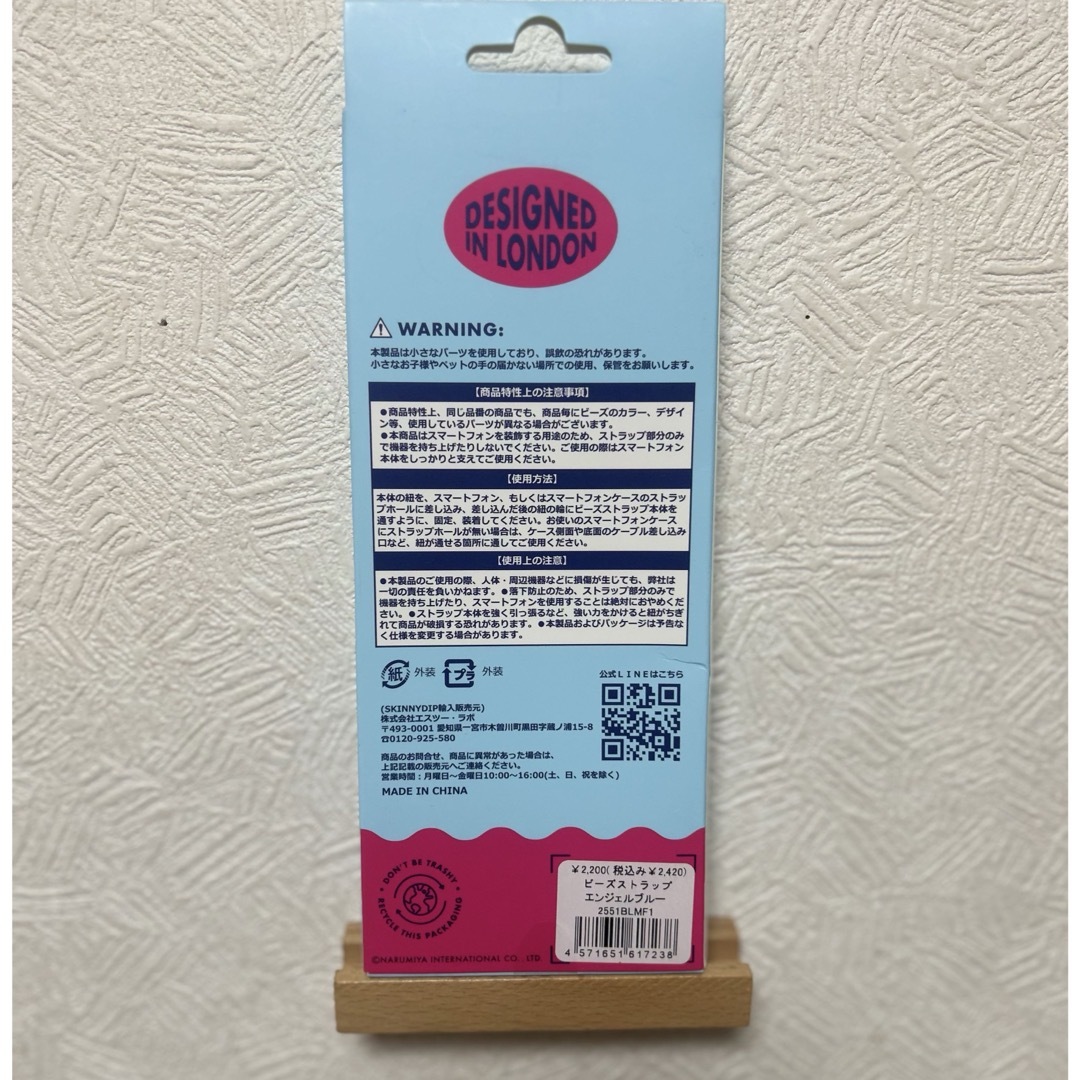 DESIGNED
IN LONDON
WARNING:
本製品は小さなパーツを使用しており、誤飲の恐れがあります。
小さなお子様やペットの手の届かない場所での使用、保管をお願いします。
【商品特性上の注意事項】
●商品特性上、同じ品番の商品でも、商品毎にビーズのカラー、デザイ
ン等、使用しているパーツが異なる場合がございます。
●本商品はスマートフォンを装飾する用途のため、ストラップ部分のみ
で機器を持ち上げたりしないでください。ご使用の際はスマートフォン
本体をしっかりと支えてご使用ください。
【使用方法】
本体の紐を、スマートフォン、もしくはスマートフォンケースのストラッ
プホールに差し込み、差し込んだ後の紐の輪にビーズストラップ本体を
通すように、固定、装着してください。お使いのスマートフォンケース
にストラップホールが無い場合は、ケース側面や底面のケーブル差し込み
口など、紐が通せる箇所に通してご使用ください。
【使用上の注意】
●本製品のご使用の際、人体・周辺機器などに損傷が生じても、弊社は
一切の責任を負いかねます。●落下防止のため、ストラップ部分のみで
機器を持ち上げたり、スマートフォンを使用することは絶対におやめくだ
さい。●ストラップ本体を強く引っ張るなど、強い力をかけると紐がちぎ
れて商品が破損する恐れがあります。●本製品およびパッケージは予告な
く仕様を変更する場合があります。
紙 外装 プラ 外装
公式LINEはこちら
(SKINNYDIP輸入販売元)
株式会社エスツー・ラボ
〒493-0001 愛知県一宮市木曽川町黒田字蔵ノ浦15-8
☎0120-925-580
商品のお問合せ、商品に異常があった場合は、
上記記載の販売元へご連絡ください。
営業時間：月曜日～金曜日10:00～16:00(土、日、祝を除く)
MADE IN CHINA
DON'T BE TRASHY
RECYCLE THIS PACKAGING
©NARUMIYA INTERNATIONAL CO., LTD.
¥2,200(税込み¥2,420)
ビーズストラップ
エンジェルブルー
2551BLMF1
4 571651 617238